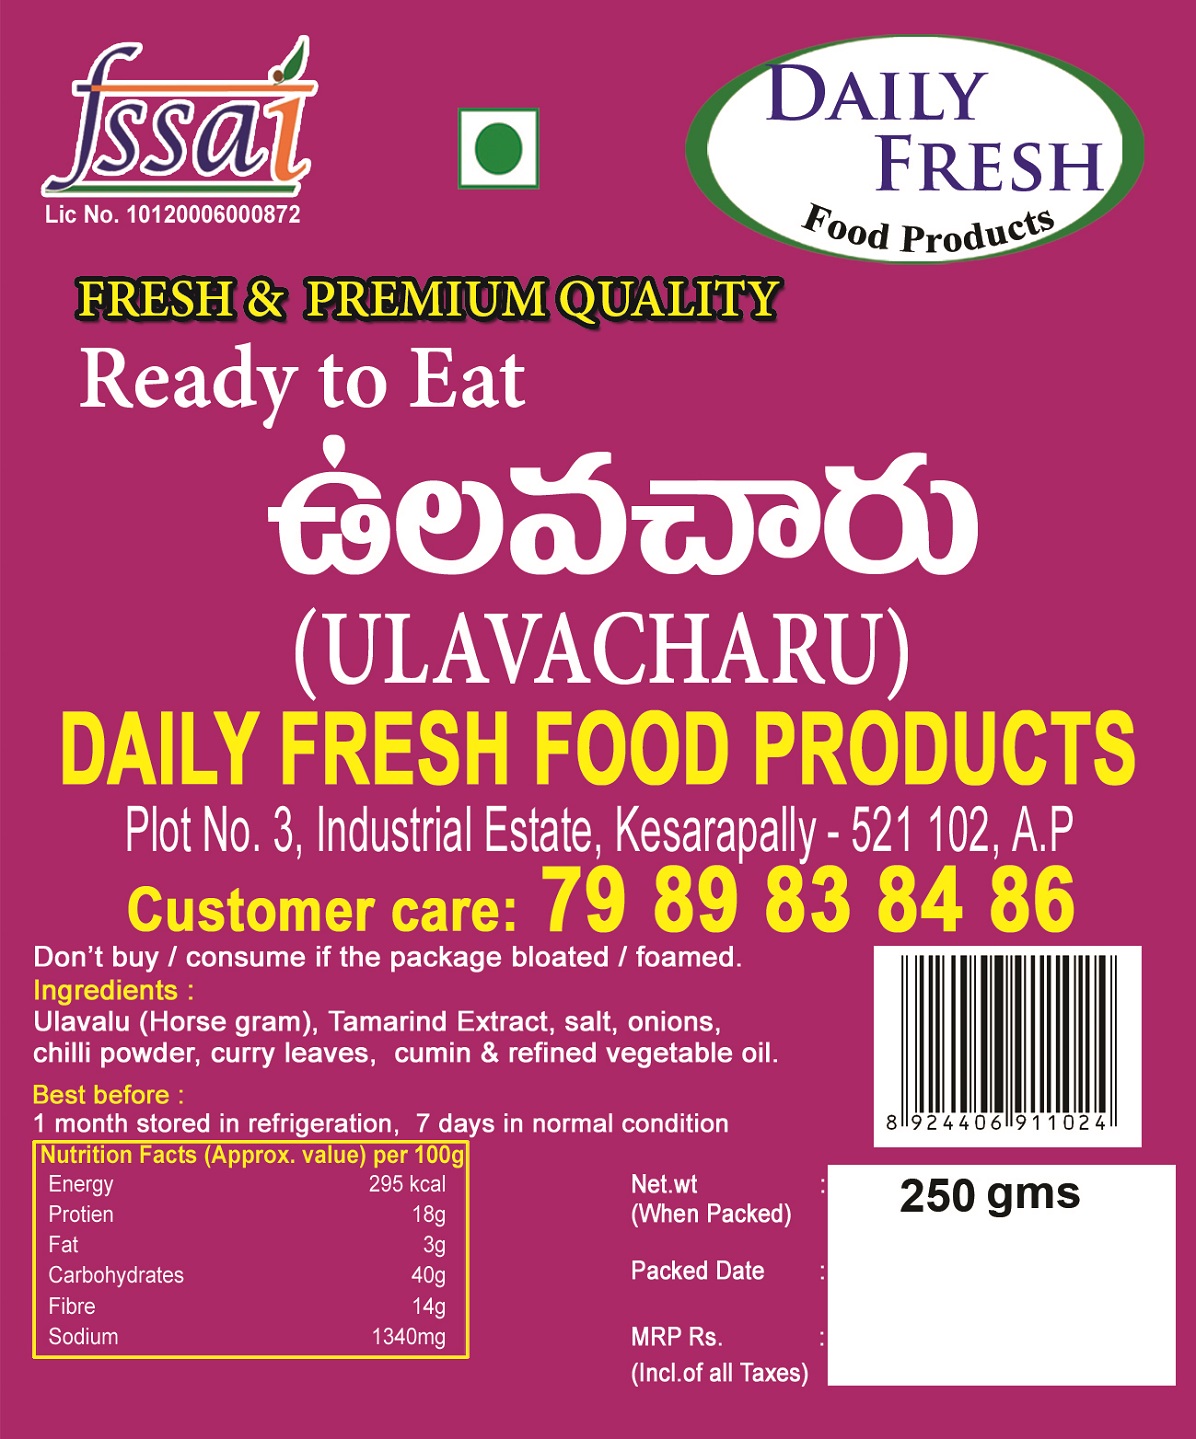 fssai
Lic No. 10120006000872
DAILY
FRESH
Food Products
FRESH & PREMIUM QUALITY
Ready to Eat
ఉలవచారు
(ULAVACHARU)
DAILY FRESH FOOD PRODUCTS
Plot No. 3, Industrial Estate, Kesarapally - 521 102, A.P
Customer care: 79 89 83 84 86
Don't buy / consume if the package bloated / foamed.
Ingredients :
Ulavalu (Horse gram), Tamarind Extract, salt, onions,
chilli powder, curry leaves, cumin & refined vegetable oil.
Best before :
1 month stored in refrigeration, 7 days in normal condition
8 924406 911024
Nutrition Facts (Approx. value) per 100g
Energy 295 kcal
Protien 18g
Fat 3g
Carbohydrates 40g
Fibre 14g
Sodium 1340mg
Net.wt : 250 gms
(When Packed)
Packed Date :
MRP Rs. :
(Incl.of all Taxes)